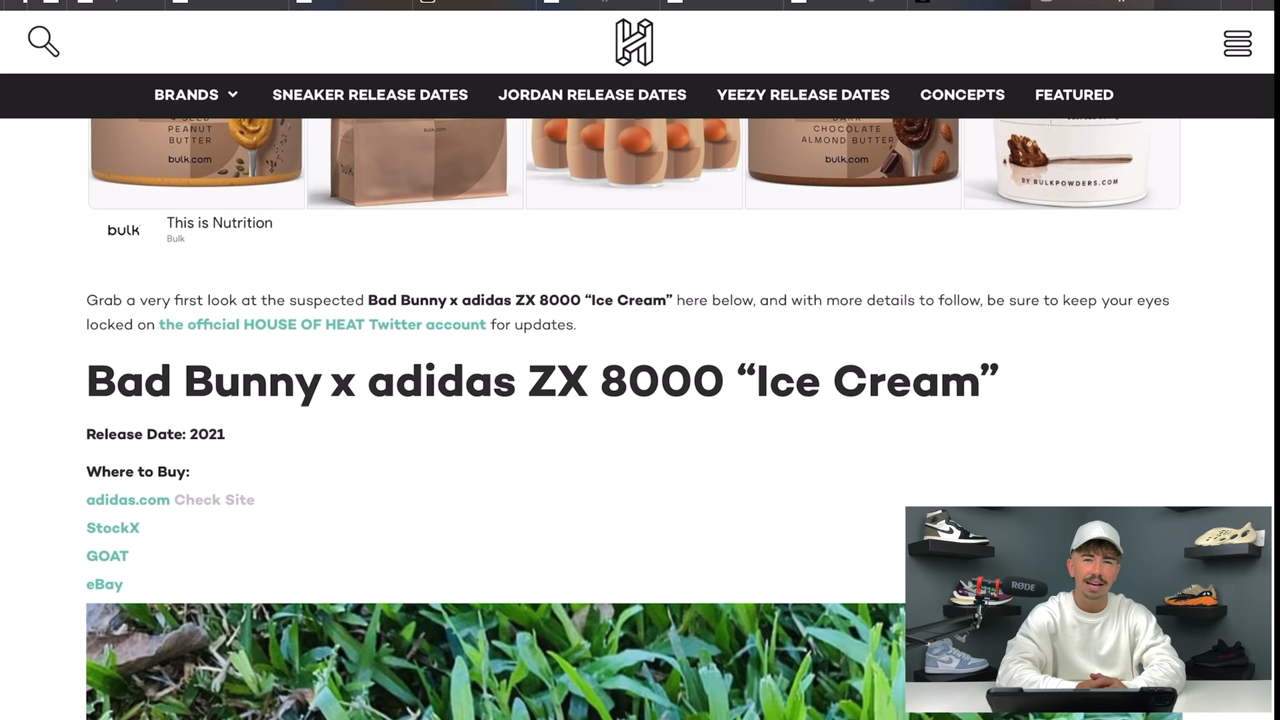 BRANDS SNEAKER RELEASE DATES JORDAN RELEASE DATES YEEZY RELEASE DATES CONCEPTS FEATURED
PEANUT
BUTTER
bulk.com
bulk.com
DARK
CHOCOLATE
ALMOND BUTTER
bulk.com
BY BULKPOWDERS.COM
bulk
This is Nutrition
Bulk
Grab a very first look at the suspected Bad Bunny x adidas ZX 8000 “Ice Cream” here below, and with more details to follow, be sure to keep your eyes
locked on the official HOUSE OF HEAT Twitter account for updates.
Bad Bunny x adidas ZX 8000 “Ice Cream”
Release Date: 2021
Where to Buy:
adidas.com Check Site
StockX
GOAT
eBay
RØDE